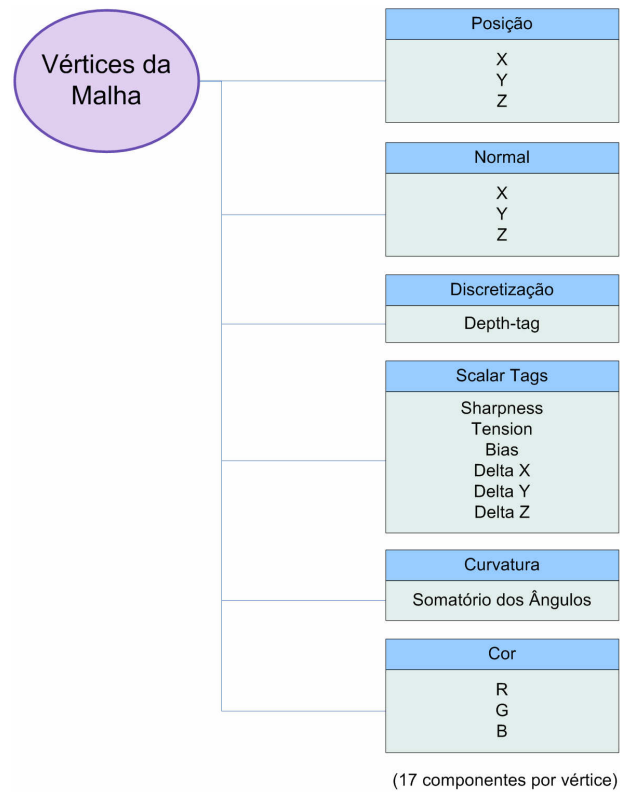 Vértices da
Malha
Posição
X
Y
Z
Normal
X
Y
Z
Discretização
Depth-tag
Scalar Tags
Sharpness
Tension
Bias
Delta X
Delta Y
Delta Z
Curvatura
Somatório dos Ângulos
Cor
R
G
B
(17 componentes por vértice)